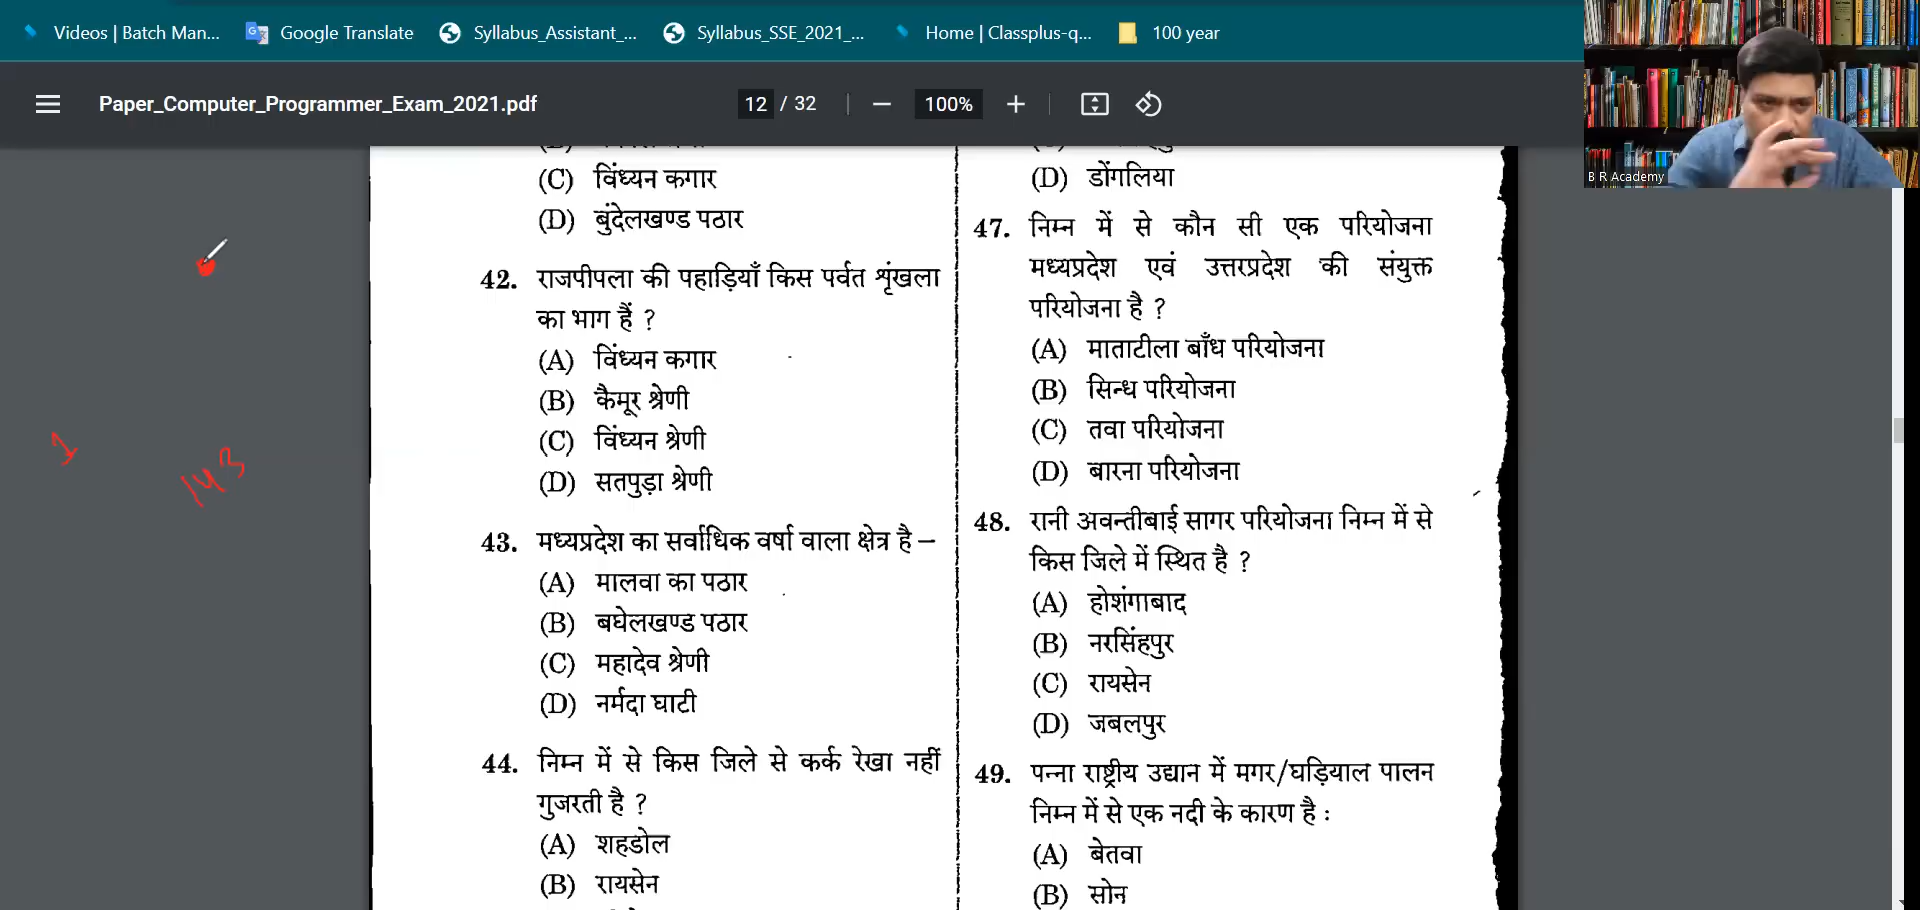 Videos | Batch Man...
Google Translate
Syllabus_Assistant_...
Syllabus_SSE_2021_...
Home | Classplus-q...
100 year
Paper_Computer_Programmer_Exam_2021.pdf
12 / 32
100%
B R Academy
(C) विंध्यन कगार
(D) बुंदेलखण्ड पठार
42. राजपीपला की पहाड़ियाँ किस पर्वत श्रृंखला
का भाग हैं ?
(A) विंध्यन कगार
(B) कैमूर श्रेणी
(C) विंध्यन श्रेणी
(D) सतपुड़ा श्रेणी
43. मध्यप्रदेश का सर्वाधिक वर्षा वाला क्षेत्र है –
(A) मालवा का पठार
(B) बघेलखण्ड पठार
(C) महादेव श्रेणी
(D) नर्मदा घाटी
44. निम्न में से किस जिले से कर्क रेखा नहीं
गुजरती है ?
(A) शहडोल
(B) रायसेन
(D) डोंगलिया
47. निम्न में से कौन सी एक परियोजना
मध्यप्रदेश एवं उत्तरप्रदेश की संयुक्त
परियोजना है ?
(A) माताटीला बाँध परियोजना
(B) सिन्ध परियोजना
(C) तवा परियोजना
(D) बारना परियोजना
48. रानी अवन्तीबाई सागर परियोजना निम्न में से
किस जिले में स्थित है ?
(A) होशंगाबाद
(B) नरसिंहपुर
(C) रायसेन
(D) जबलपुर
49. पन्ना राष्ट्रीय उद्यान में मगर/घड़ियाल पालन
निम्न में से एक नदी के कारण है :
(A) बेतवा
(B) सोन